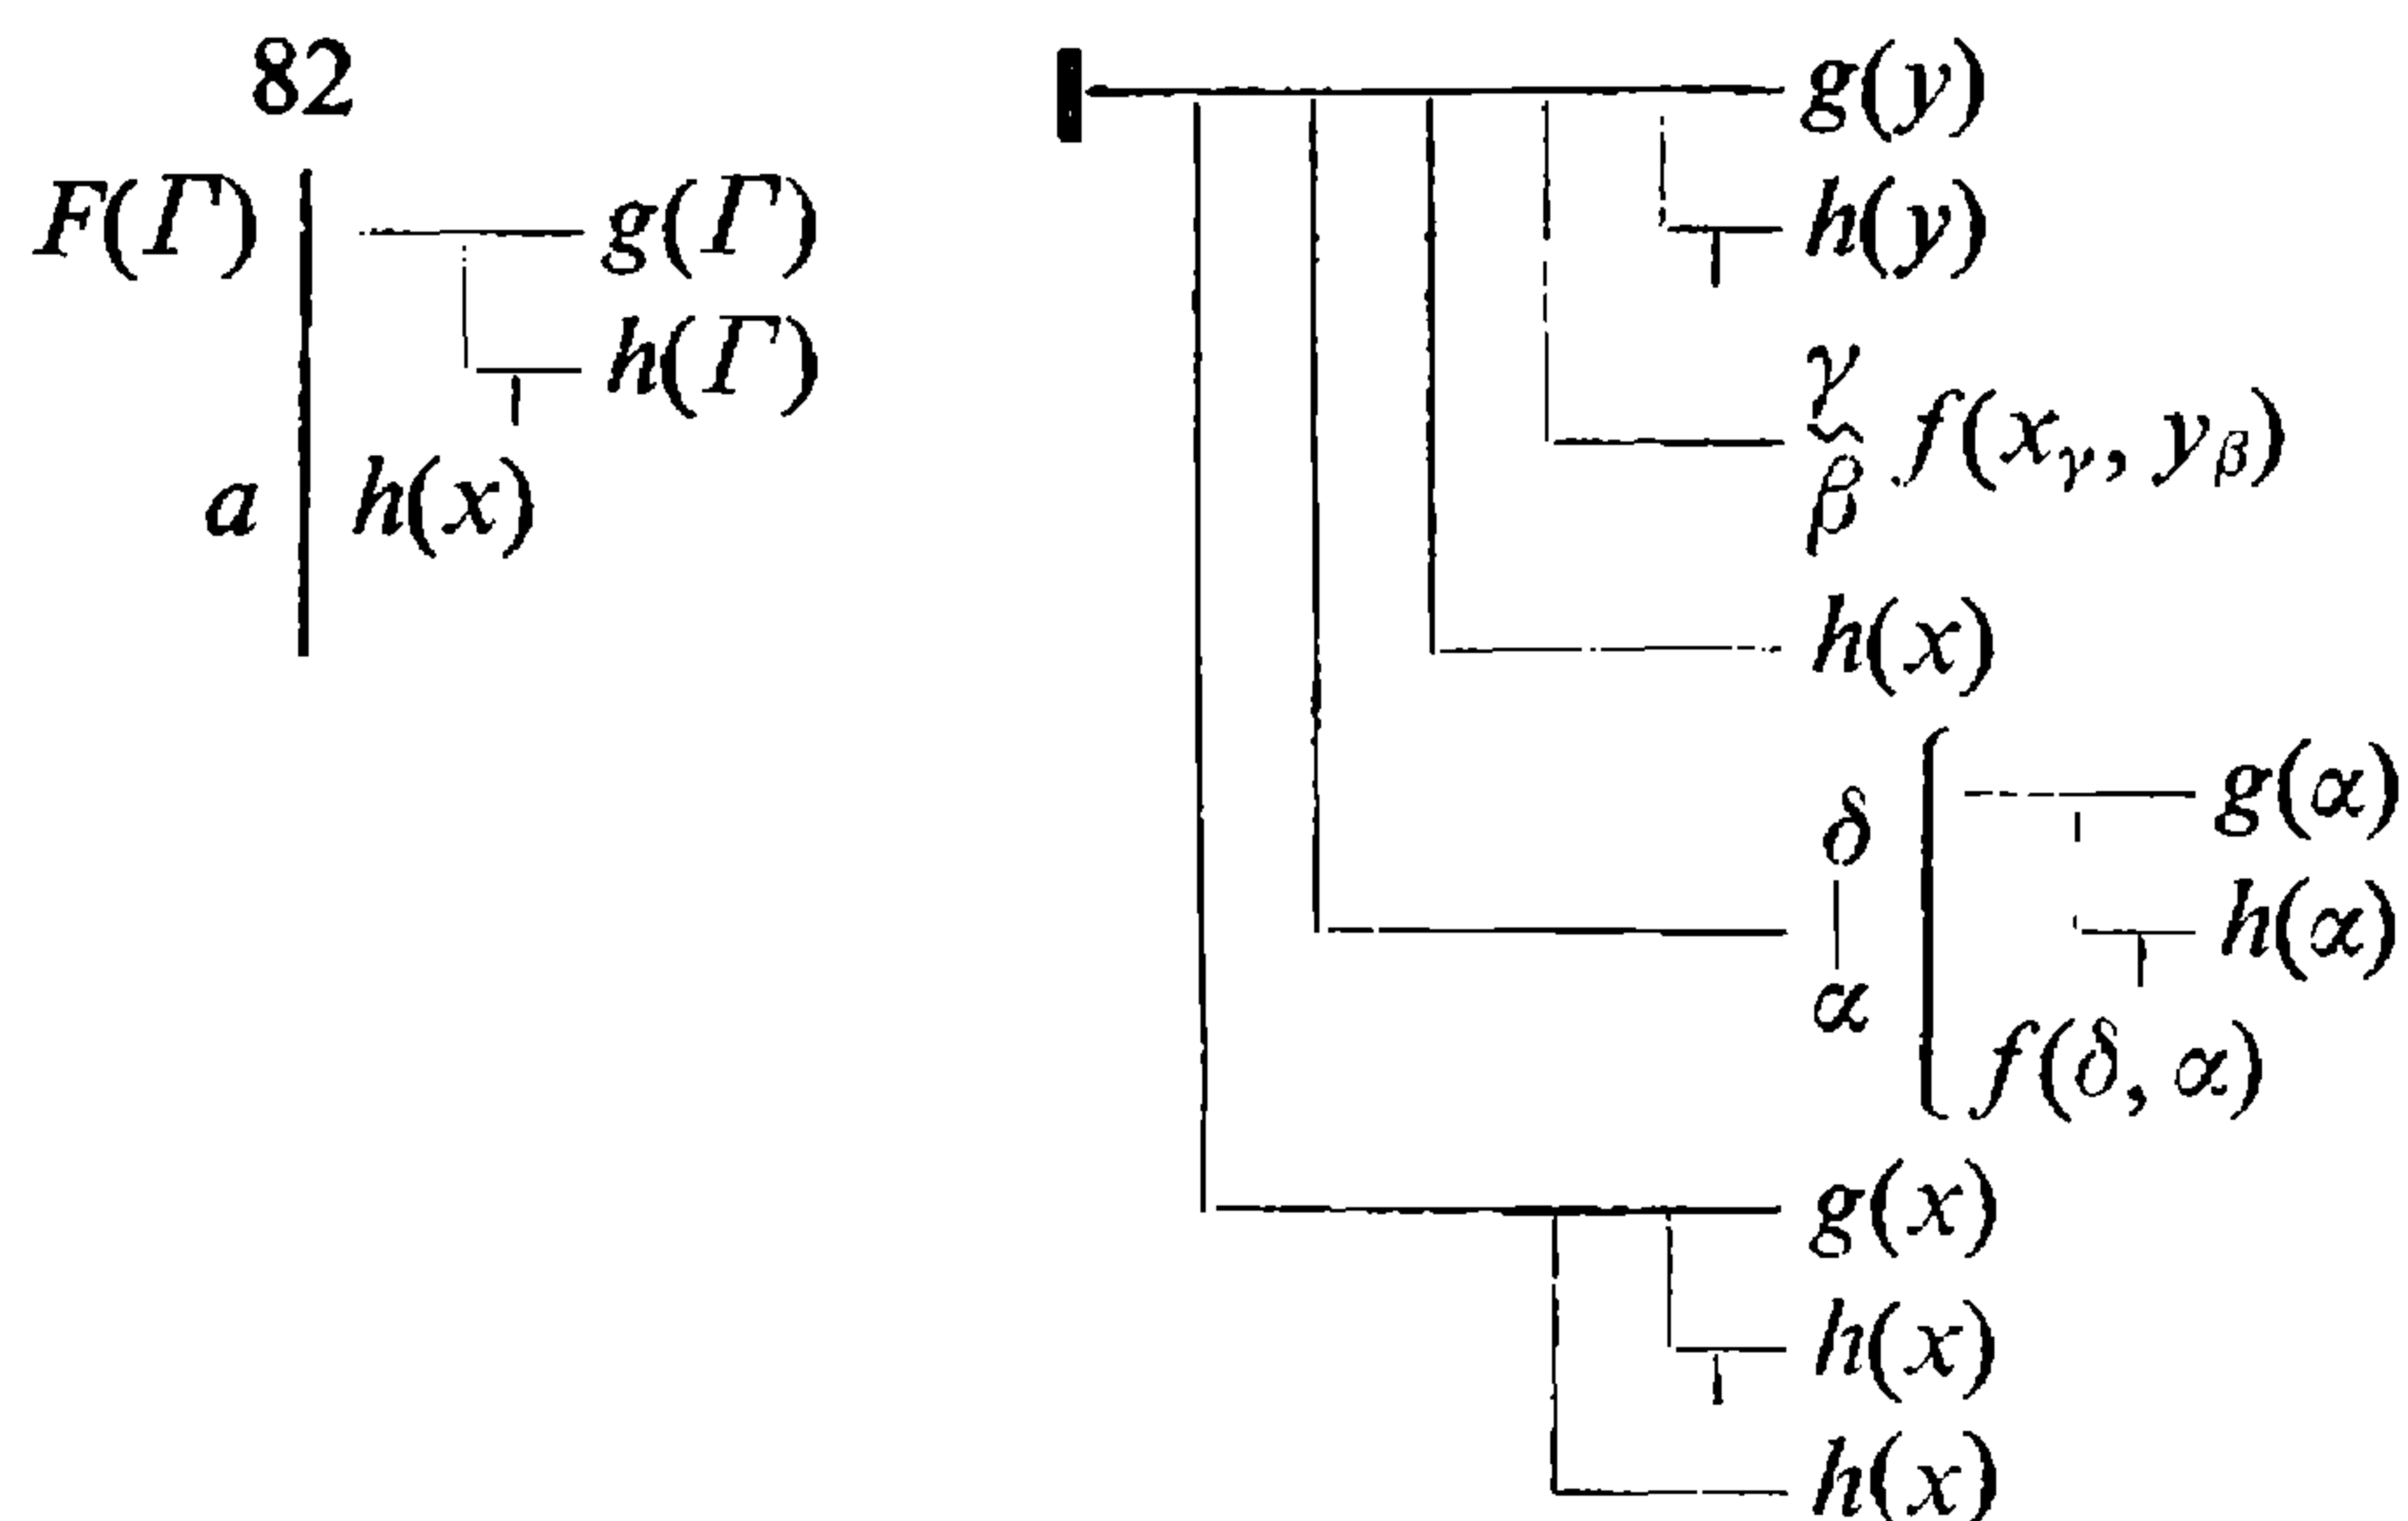 82
F(Γ) g(Γ)
h(Γ)
a h(x)
g(y)
h(y)
γ
β f(x_γ, y_β)
h(x)
δ g(α)
h(α)
α f(δ, α)
g(x)
h(x)
h(x)